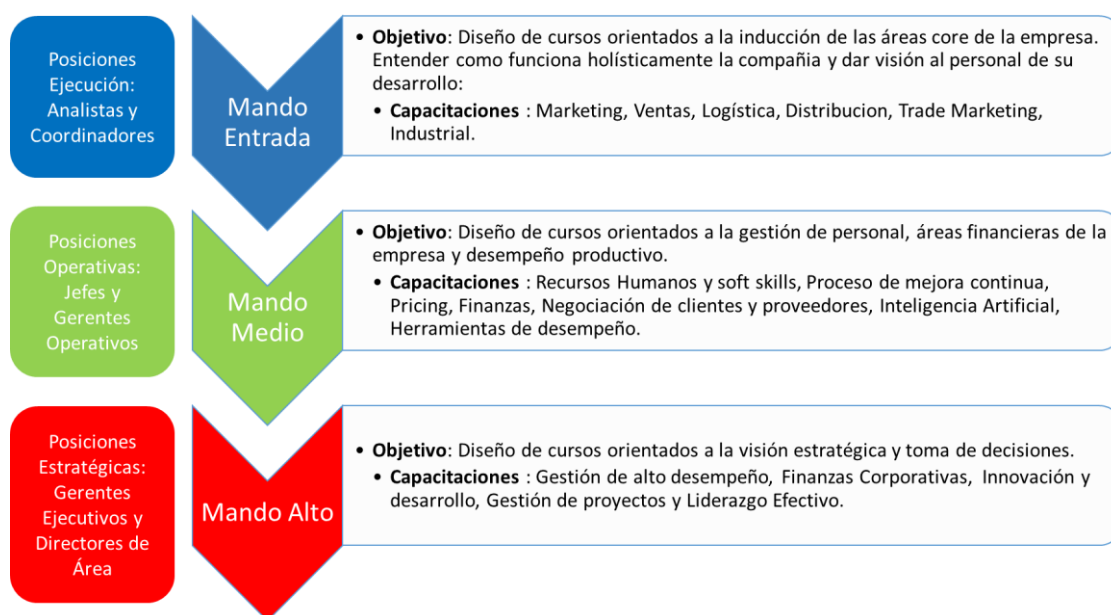 Posiciones
Ejecución:
Analistas y
Coordinadores
Mando
Entrada
• Objetivo: Diseño de cursos orientados a la inducción de las áreas core de la empresa.
Entender como funciona holísticamente la compañia y dar visión al personal de su
desarrollo:
• Capacitaciones : Marketing, Ventas, Logística, Distribucion, Trade Marketing,
Industrial.
Posiciones
Operativas:
Jefes y
Gerentes
Operativos
Mando
Medio
• Objetivo: Diseño de cursos orientados a la gestión de personal, áreas financieras de la
empresa y desempeño productivo.
• Capacitaciones : Recursos Humanos y soft skills, Proceso de mejora continua,
Pricing, Finanzas, Negociación de clientes y proveedores, Inteligencia Artificial,
Herramientas de desempeño.
Posiciones
Estratégicas:
Gerentes
Ejecutivos y
Directores de
Área
Mando Alto
• Objetivo: Diseño de cursos orientados a la visión estratégica y toma de decisiones.
• Capacitaciones : Gestión de alto desempeño, Finanzas Corporativas, Innovación y
desarrollo, Gestión de proyectos y Liderazgo Efectivo.